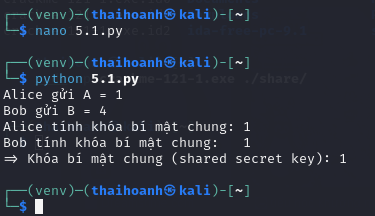 (venv)─(thaihoanh㉿kali)-[~]
$ nano 5.1.py
(venv)─(thaihoanh㉿kali)-[~]
$ python 5.1.py
Alice gửi A = 1
Bob gửi B = 4
Alice tính khóa bí mật chung: 1
Bob tính khóa bí mật chung:   1
=> Khóa bí mật chung (shared secret key): 1
(venv)─(thaihoanh㉿kali)-[~]
$